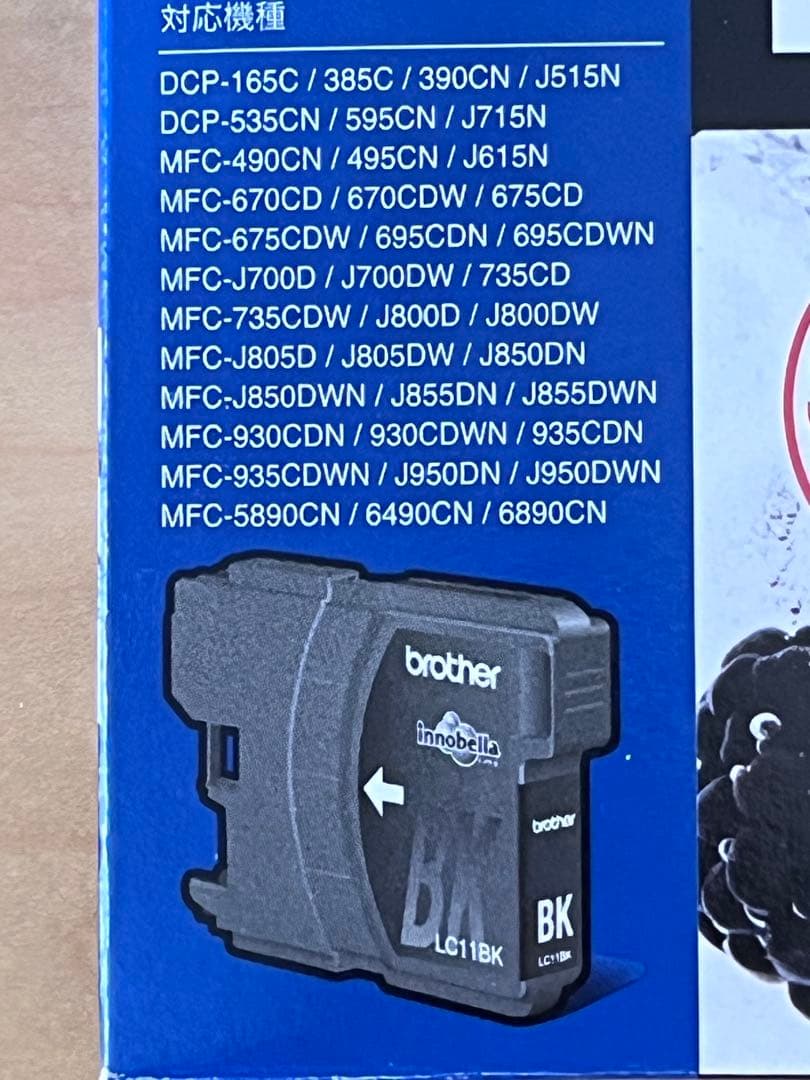 対応機種
DCP-165C / 385C / 390CN / J515N
DCP-535CN / 595CN / J715N
MFC-490CN / 495CN / J615N
MFC-670CD / 670CDW / 675CD
MFC-675CDW / 695CDN / 695CDWN
MFC-J700D / J700DW / 735CD
MFC-735CDW / J800D / J800DW
MFC-J805D / J805DW / J850DN
MFC-J850DWN / J855DN / J855DWN
MFC-930CDN / 930CDWN / 935CDN
MFC-935CDWN / J950DN / J950DWN
MFC-5890CN / 6490CN / 6890CN
brother
innobella
brother
BK
LC11BK
BK
LC11BK